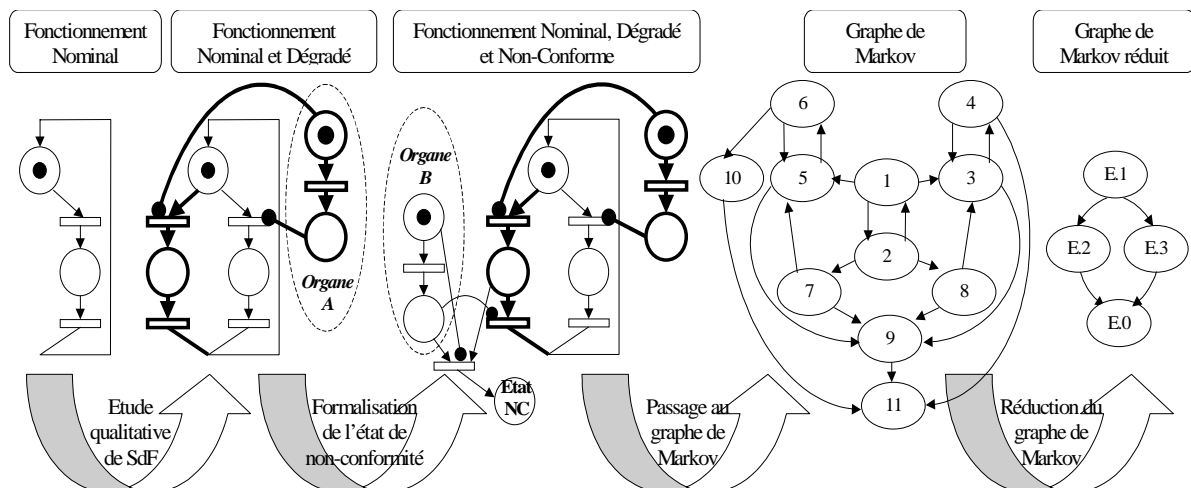 Fonctionnement
Nominal
Fonctionnement
Nominal et Dégradé
Fonctionnement Nominal, Dégradé
et Non-Conforme
Graphe de
Markov
Graphe de
Markov réduit
Organe
A
Organe
B
Etat
NC
6
4
10
5
1
3
2
7
8
9
11
E.1
E.2
E.3
E.0
Etude
qualitative
de SdF
Formalisation
de l'état de
non-conformité
Passage au
graphe de
Markov
Réduction du
graphe de
Markov